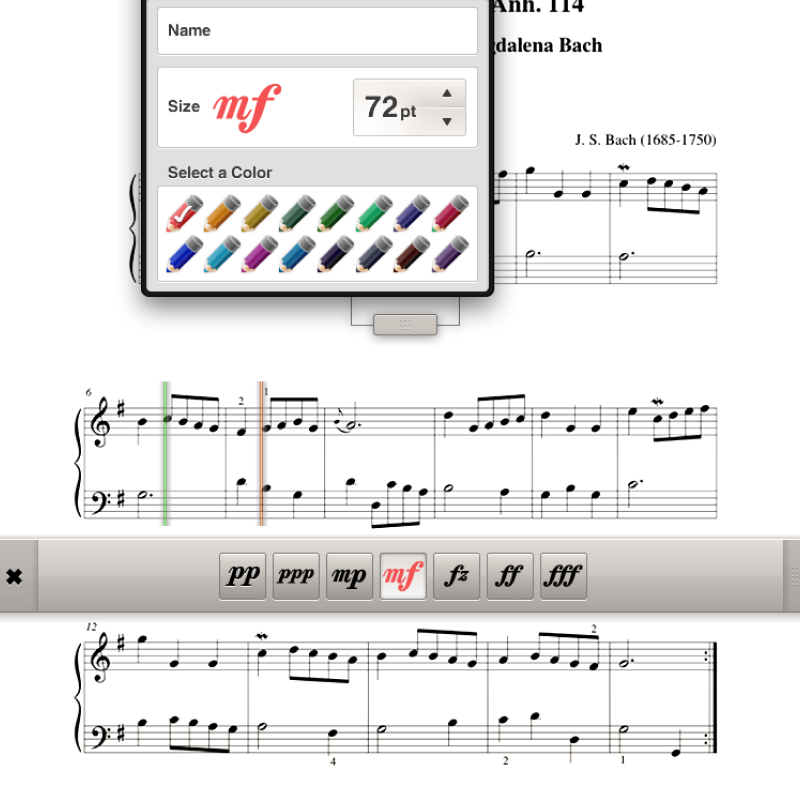 Anh. 114
Name
gdalena Bach
Size mf 72pt
J. S. Bach (1685-1750)
Select a Color
6
2 1
pp ppp mp mf fz ff fff
12
2
4 2 1